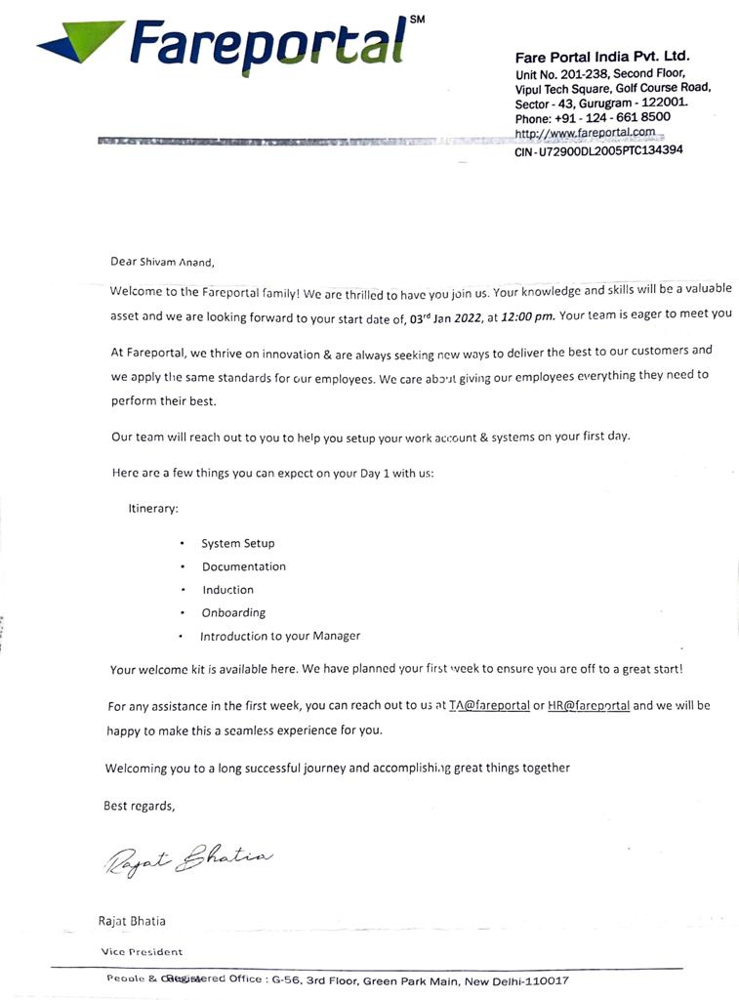 Fareportal SM
Fare Portal India Pvt. Ltd.
Unit No. 201-238, Second Floor,
Vipul Tech Square, Golf Course Road,
Sector - 43, Gurugram - 122001.
Phone: +91 - 124 - 661 8500
http://www.fareportal.com
CIN - U72900DL2005PTC134394
Dear Shivam Anand,
Welcome to the Fareportal family! We are thrilled to have you join us. Your knowledge and skills will be a valuable
asset and we are looking forward to your start date of, 03rd Jan 2022, at 12:00 pm. Your team is eager to meet you
At Fareportal, we thrive on innovation & are always seeking new ways to deliver the best to our customers and
we apply the same standards for our employees. We care about giving our employees everything they need to
perform their best.
Our team will reach out to you to help you setup your work account & systems on your first day.
Here are a few things you can expect on your Day 1 with us:
Itinerary:
• System Setup
• Documentation
• Induction
• Onboarding
• Introduction to your Manager
Your welcome kit is available here. We have planned your first week to ensure you are off to a great start!
For any assistance in the first week, you can reach out to us at TA@fareportal or HR@fareportal and we will be
happy to make this a seamless experience for you.
Welcoming you to a long successful journey and accomplishing great things together
Best regards,
Rajat Bhatia
Rajat Bhatia
Vice President
People & Registered Office : G-56, 3rd Floor, Green Park Main, New Delhi-110017